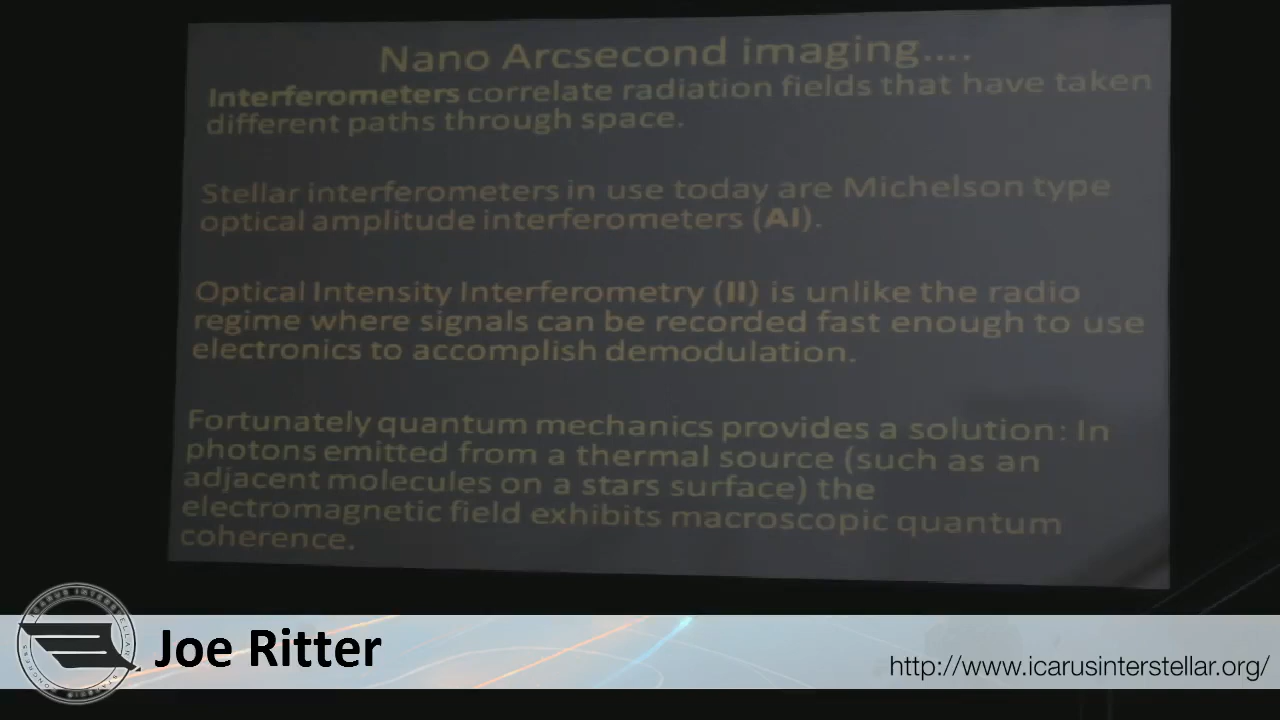 Nano Arcsecond imaging....
Interferometers correlate radiation fields that have taken
different paths through space.
Stellar interferometers in use today are Michelson type
optical amplitude interferometers (AI).
Optical Intensity Interferometry (II) is unlike the radio
regime where signals can be recorded fast enough to use
electronics to accomplish demodulation.
Fortunately quantum mechanics provides a solution: In
photons emitted from a thermal source (such as an
adjacent molecules on a stars surface) the
electromagnetic field exhibits macroscopic quantum
coherence.
ICARUS INTERSTELLAR
STARSHIP CONGRESS
Joe Ritter
http://www.icarusinterstellar.org/